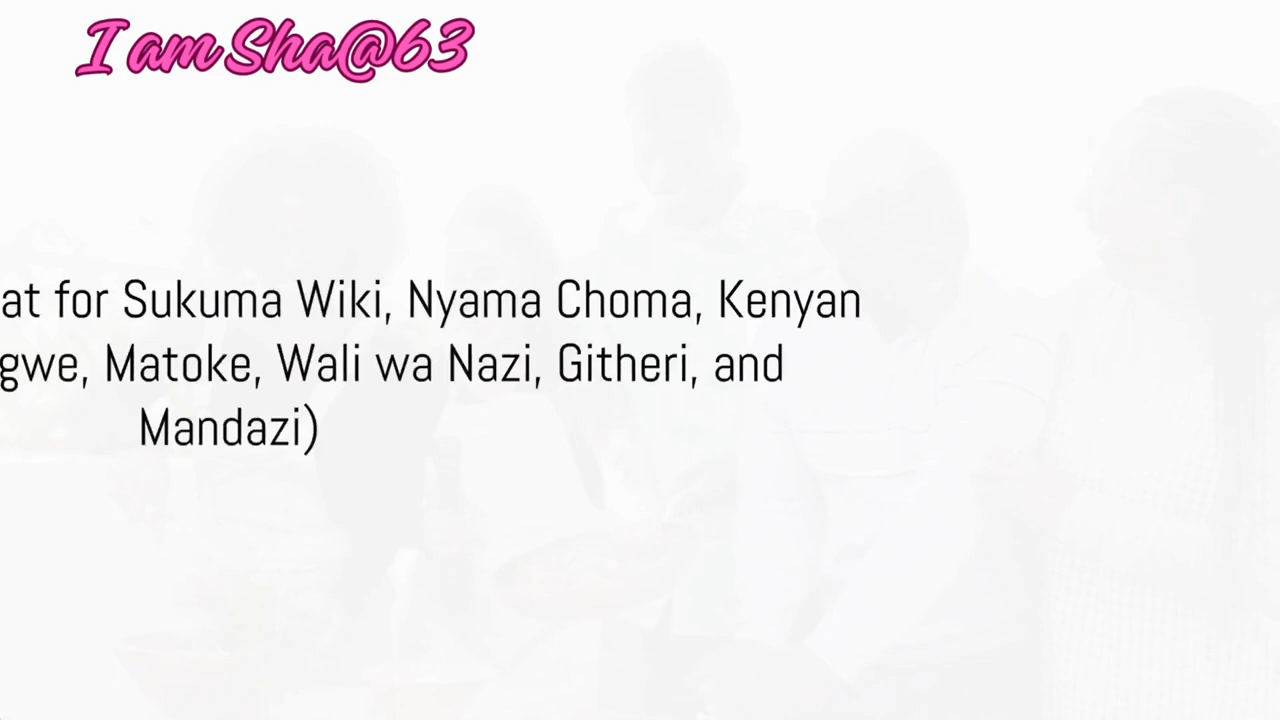 I am Sha@63
at for Sukuma Wiki, Nyama Choma, Kenyan
gwe, Matoke, Wali wa Nazi, Githeri, and
Mandazi)